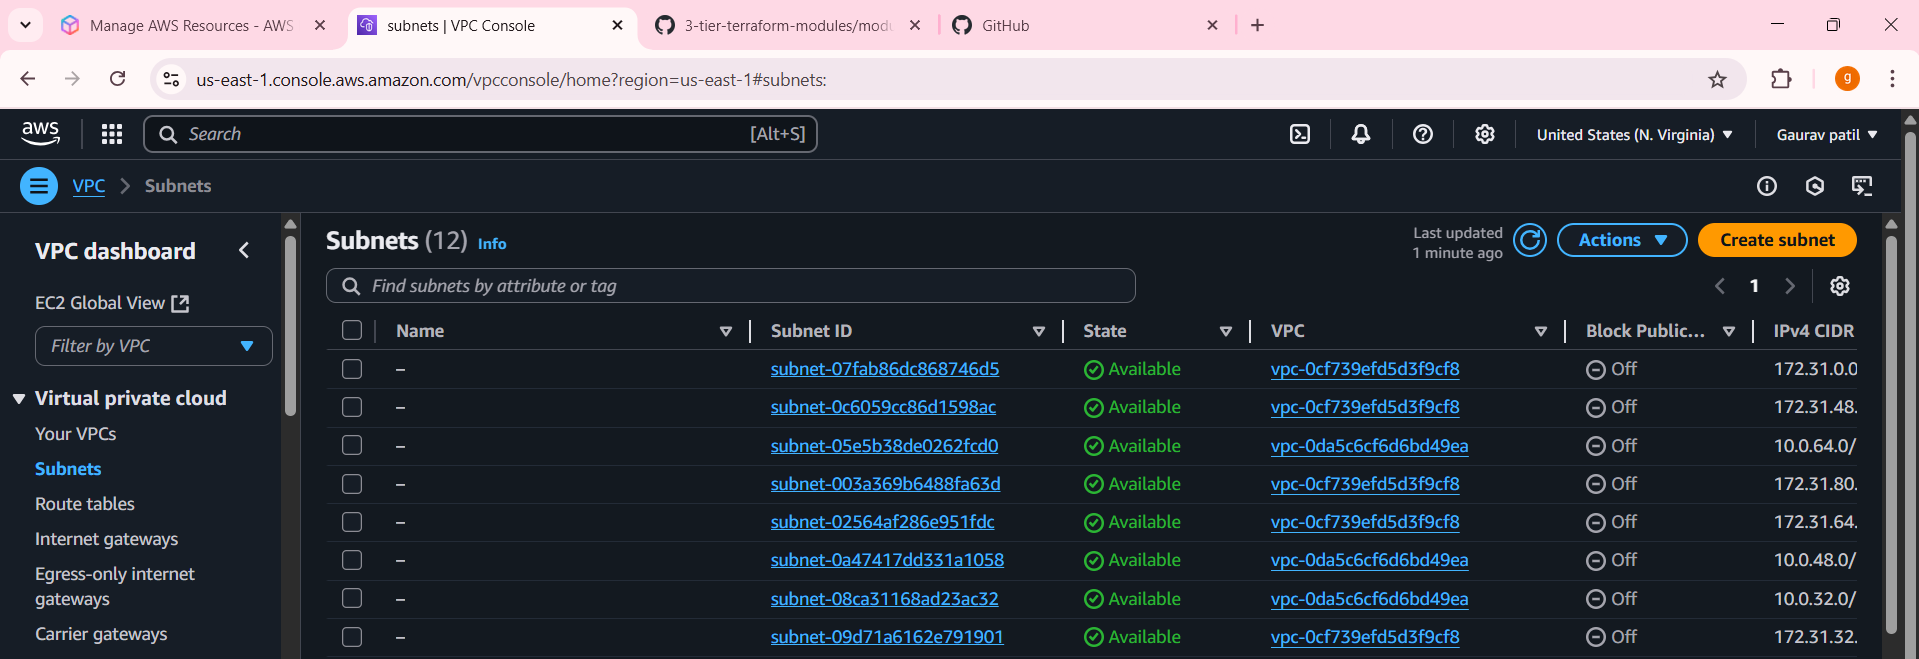 Manage AWS Resources - AWS
subnets | VPC Console
3-tier-terraform-modules/modu
GitHub
us-east-1.console.aws.amazon.com/vpcconsole/home?region=us-east-1#subnets:
g
aws
Search
[Alt+S]
United States (N. Virginia)
Gaurav patil
VPC
Subnets
VPC dashboard
EC2 Global View
Filter by VPC
Virtual private cloud
Your VPCs
Subnets
Route tables
Internet gateways
Egress-only internet
gateways
Carrier gateways
Subnets (12) Info
Last updated
1 minute ago
Actions
Create subnet
Find subnets by attribute or tag
1
Name Subnet ID State VPC Block Public... IPv4 CIDR
– subnet-07fab86dc868746d5 Available vpc-0cf739efd5d3f9cf8 Off 172.31.0.0
– subnet-0c6059cc86d1598ac Available vpc-0cf739efd5d3f9cf8 Off 172.31.48.
– subnet-05e5b38de0262fcd0 Available vpc-0da5c6cf6d6bd49ea Off 10.0.64.0/
– subnet-003a369b6488fa63d Available vpc-0cf739efd5d3f9cf8 Off 172.31.80.
– subnet-02564af286e951fdc Available vpc-0cf739efd5d3f9cf8 Off 172.31.64.
– subnet-0a47417dd331a1058 Available vpc-0da5c6cf6d6bd49ea Off 10.0.48.0/
– subnet-08ca31168ad23ac32 Available vpc-0da5c6cf6d6bd49ea Off 10.0.32.0/
– subnet-09d71a6162e791901 Available vpc-0cf739efd5d3f9cf8 Off 172.31.32.